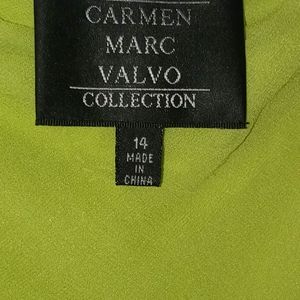 CARMEN
MARC
VALVO
COLLECTION
14
MADE
IN
CHINA